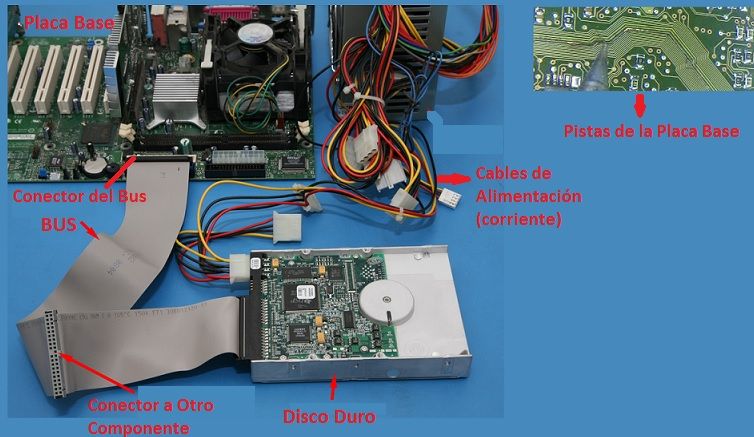 Placa Base
Pistas de la Placa Base
Conector del Bus
BUS
Cables de
Alimentación
(corriente)
Conector a Otro
Componente
Disco Duro